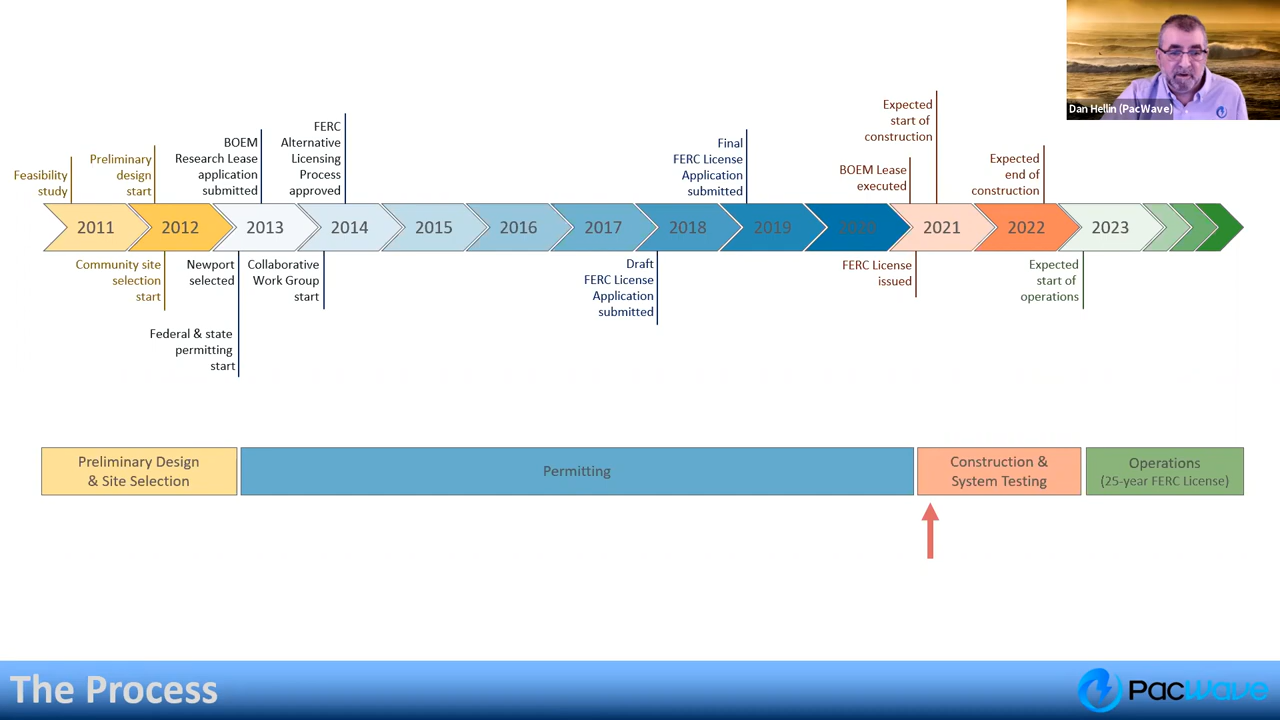 Dan Hellin (PacWave)
Feasibility
study
Preliminary
design
start
BOEM
Research Lease
application
submitted
FERC
Alternative
Licensing
Process
approved
Final
FERC License
Application
submitted
BOEM Lease
executed
Expected
start of
construction
Expected
end of
construction
2011
2012
2013
2014
2015
2016
2017
2018
2019
2020
2021
2022
2023
Community site
selection
start
Newport
selected
Federal & state
permitting
start
Collaborative
Work Group
start
Draft
FERC License
Application
submitted
FERC License
issued
Expected
start of
operations
Preliminary Design
& Site Selection
Permitting
Construction &
System Testing
Operations
(25-year FERC License)
The Process
PacWave